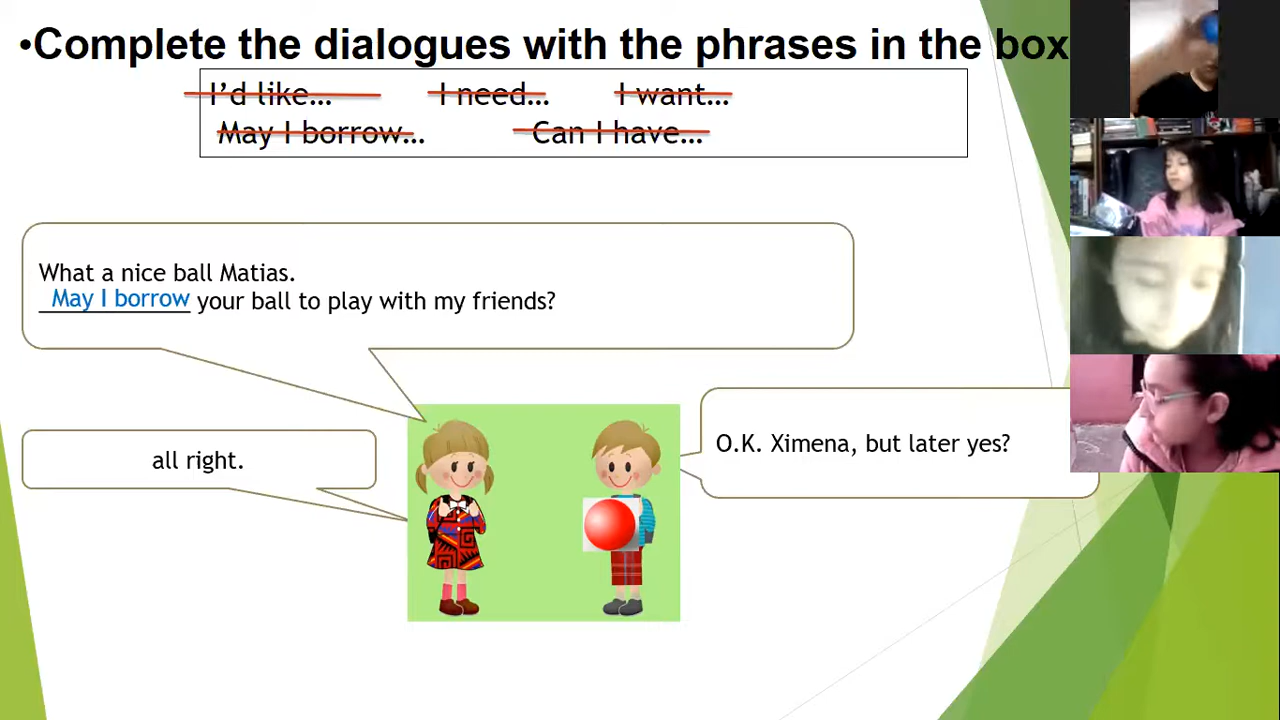 •Complete the dialogues with the phrases in the box
I’d like… I need… I want…
May I borrow… Can I have…
What a nice ball Matias.
May I borrow your ball to play with my friends?
all right.
O.K. Ximena, but later yes?